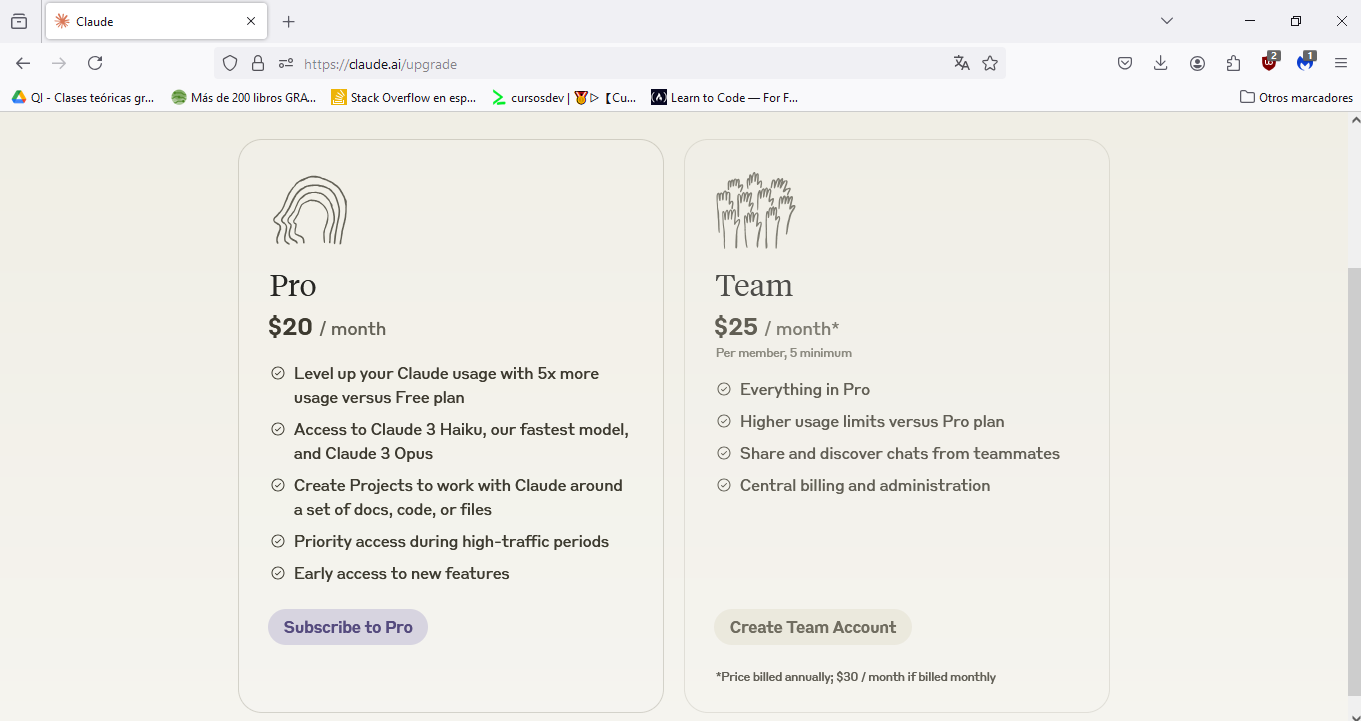 Claude
https://claude.ai/upgrade
2
1
QI - Clases teóricas gr...
Más de 200 libros GRA...
Stack Overflow en esp...
cursosdev | 🏅▷ 【Cu...
Learn to Code — For F...
Otros marcadores
Pro
$20 / month
Level up your Claude usage with 5x more
usage versus Free plan
Access to Claude 3 Haiku, our fastest model,
and Claude 3 Opus
Create Projects to work with Claude around
a set of docs, code, or files
Priority access during high-traffic periods
Early access to new features
Subscribe to Pro
Team
$25 / month*
Per member, 5 minimum
Everything in Pro
Higher usage limits versus Pro plan
Share and discover chats from teammates
Central billing and administration
Create Team Account
*Price billed annually; $30 / month if billed monthly